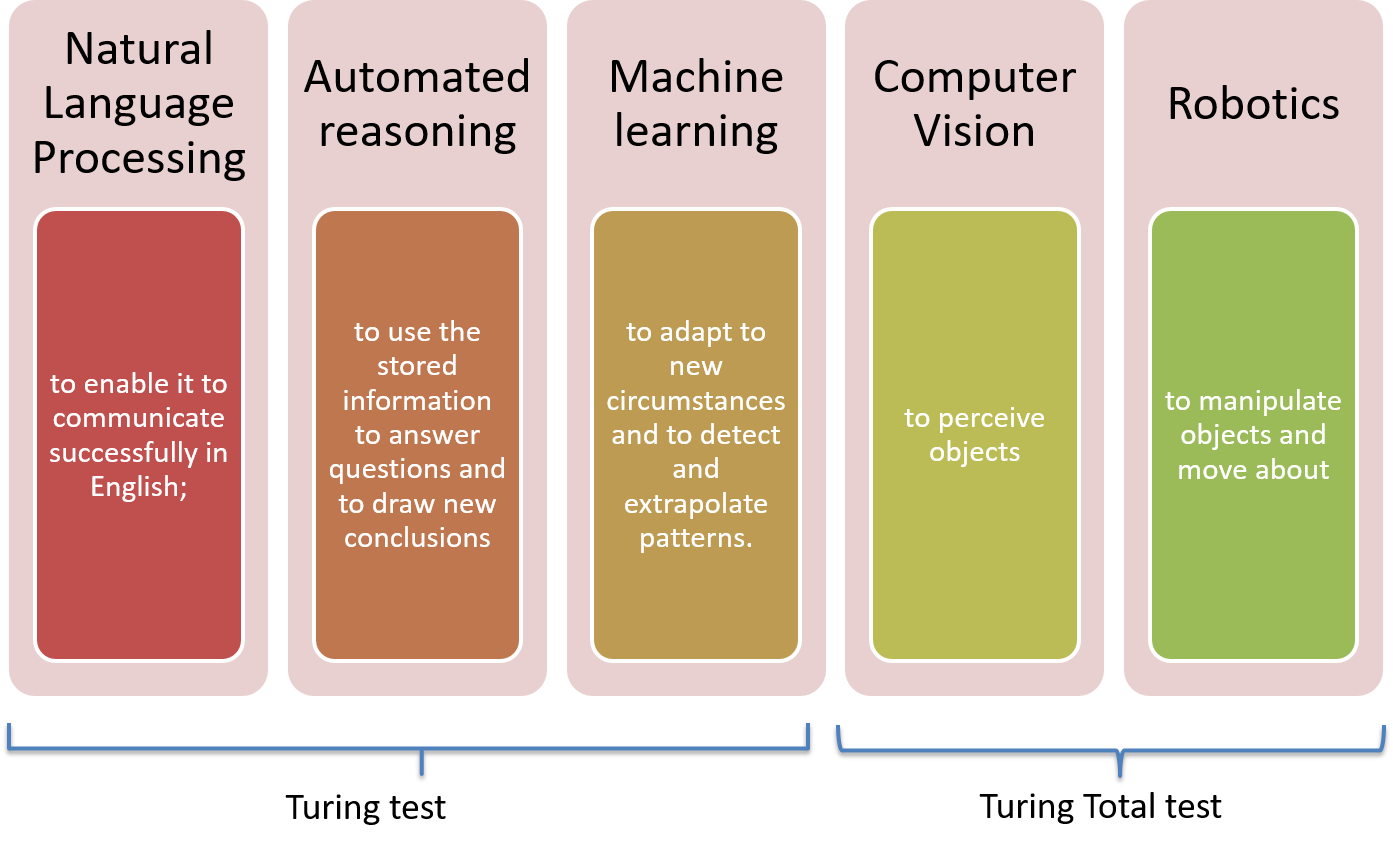 Natural
Language
Processing
to enable it to
communicate
successfully in
English;
Automated
reasoning
to use the
stored
information
to answer
questions and
to draw new
conclusions
Machine
learning
to adapt to
new
circumstances
and to detect
and
extrapolate
patterns.
Computer
Vision
to perceive
objects
Robotics
to manipulate
objects and
move about
Turing test
Turing Total test